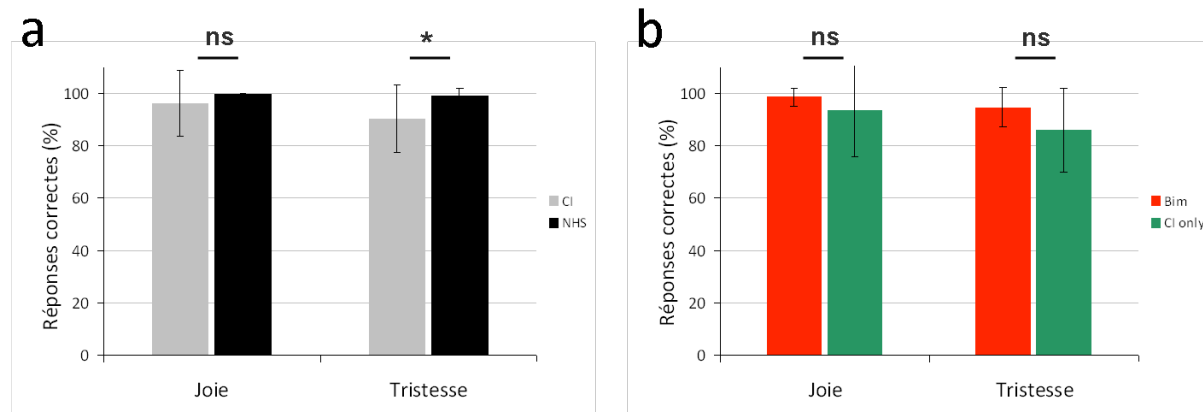 a
ns
*
Réponses correctes (%)
100
80
60
40
20
0
Joie
Tristesse
CI
NHS
b
ns
ns
Réponses correctes (%)
100
80
60
40
20
0
Joie
Tristesse
Bim
CI only